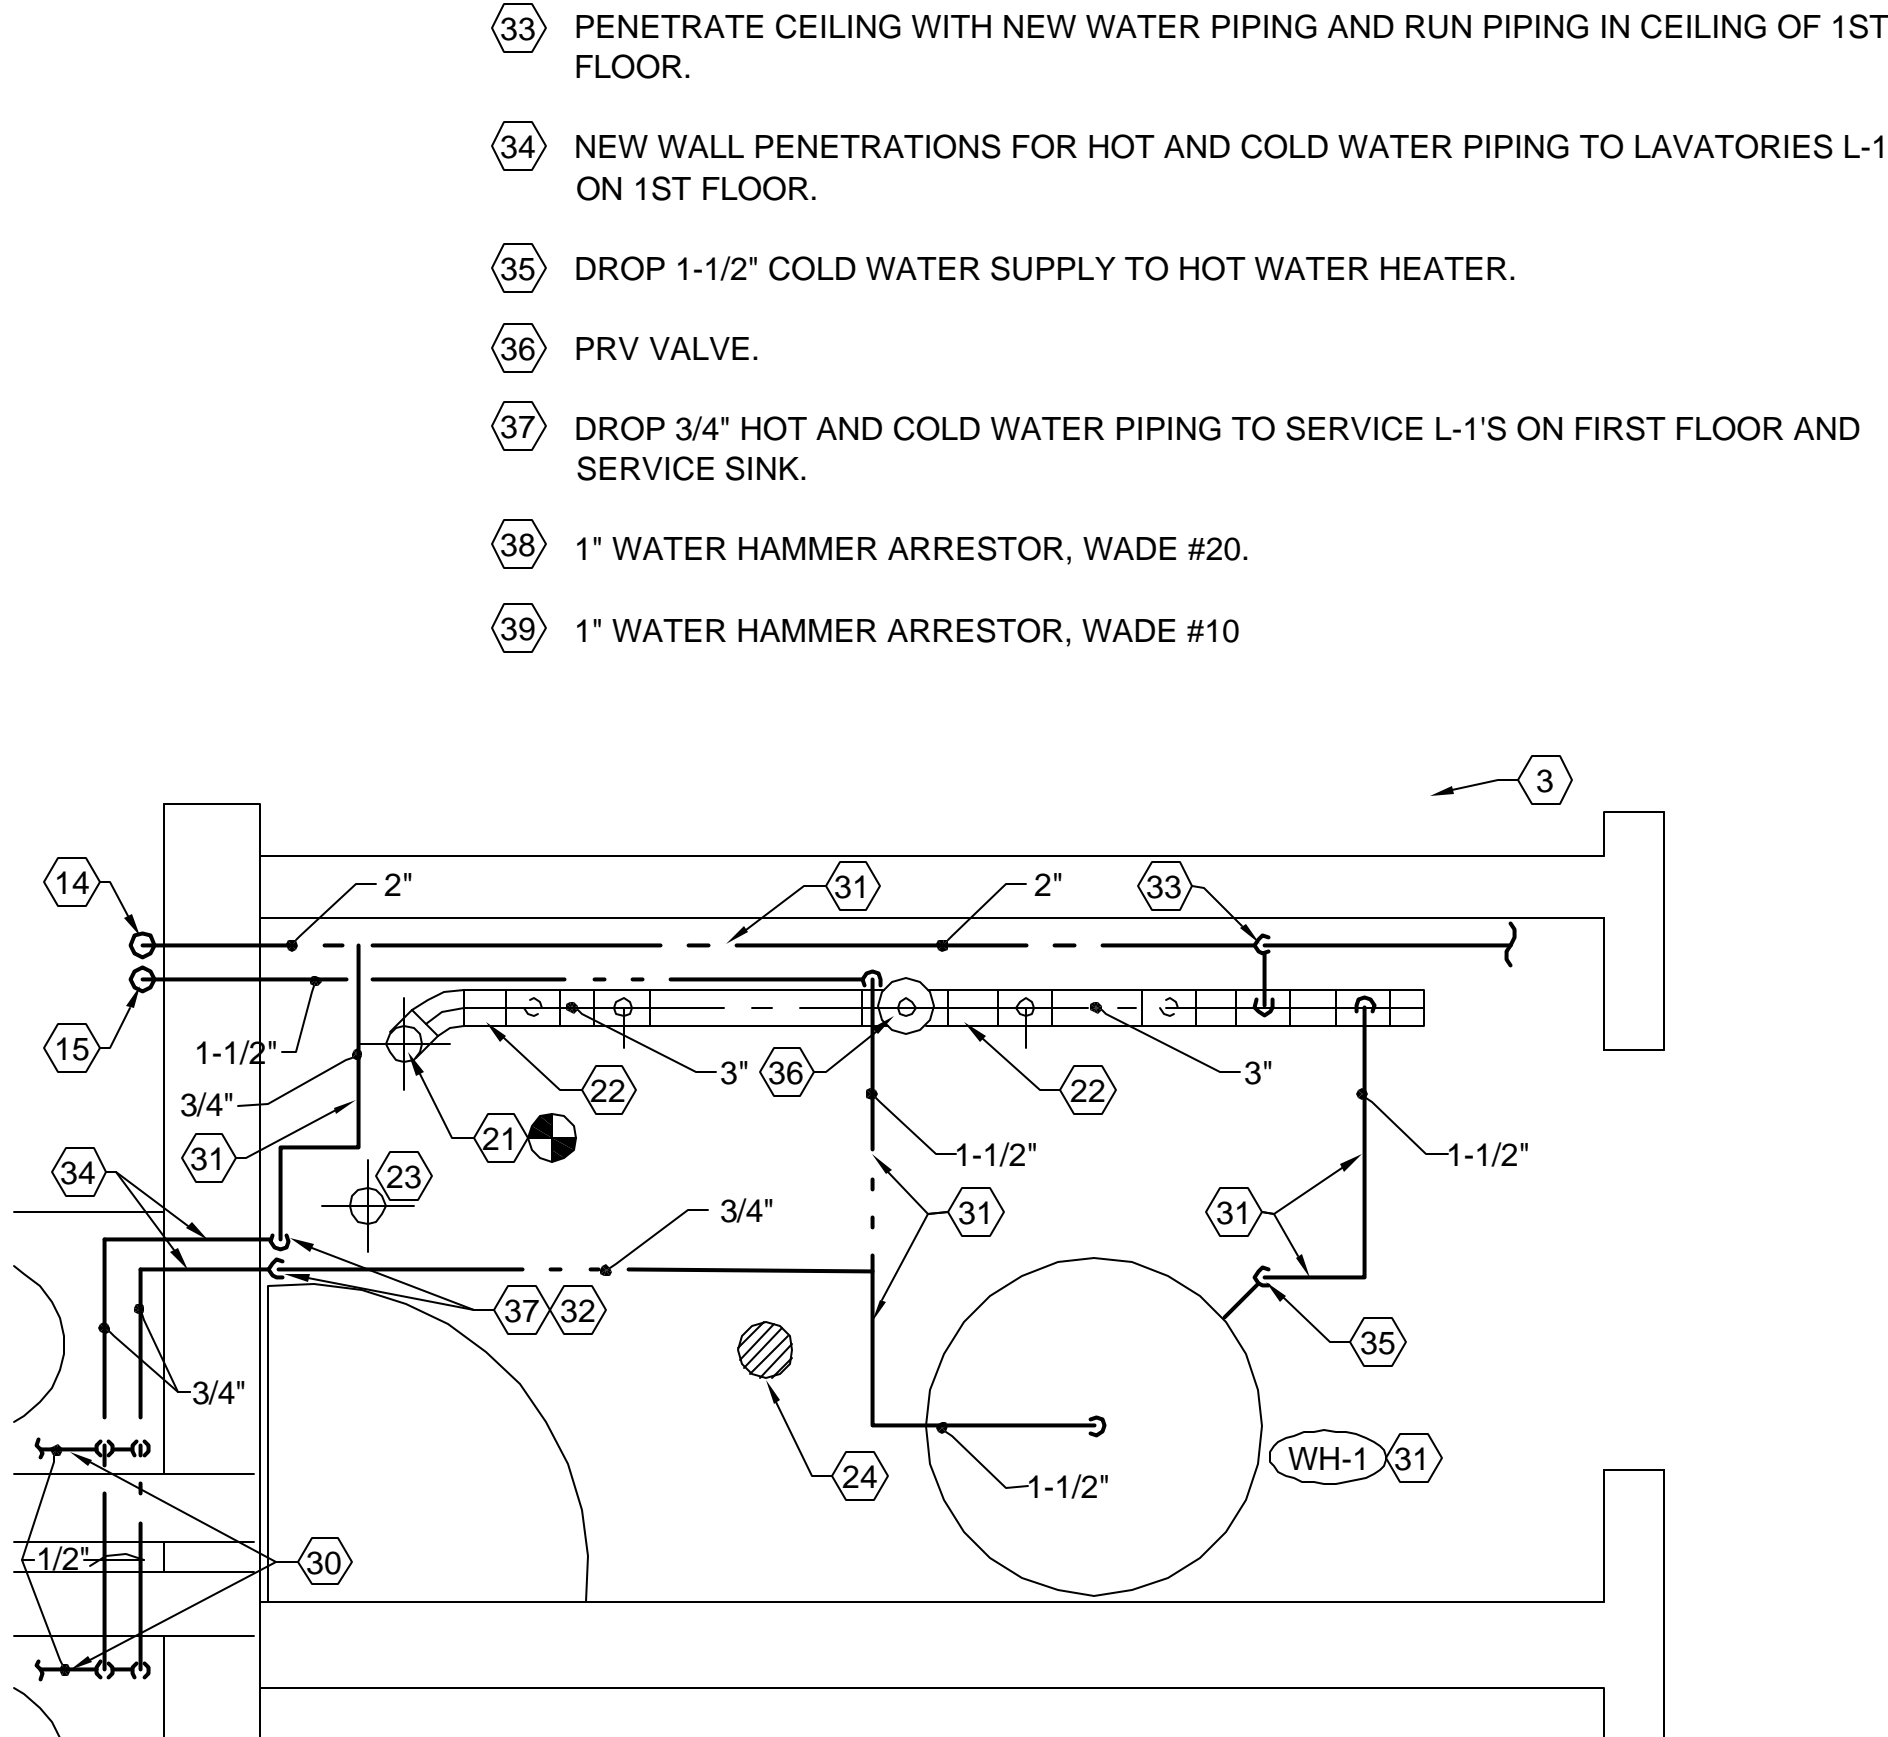 33 PENETRATE CEILING WITH NEW WATER PIPING AND RUN PIPING IN CEILING OF 1ST
FLOOR.
34 NEW WALL PENETRATIONS FOR HOT AND COLD WATER PIPING TO LAVATORIES L-1
ON 1ST FLOOR.
35 DROP 1-1/2" COLD WATER SUPPLY TO HOT WATER HEATER.
36 PRV VALVE.
37 DROP 3/4" HOT AND COLD WATER PIPING TO SERVICE L-1'S ON FIRST FLOOR AND
SERVICE SINK.
38 1" WATER HAMMER ARRESTOR, WADE #20.
39 1" WATER HAMMER ARRESTOR, WADE #10
3
14
2"
31
2"
33
15
1-1/2"
3"
36
3"
22
22
3/4"
21
31
1-1/2"
1-1/2"
34
23
3/4"
31
31
37
32
35
3/4"
24
WH-1
31
1-1/2"
1/2"
30